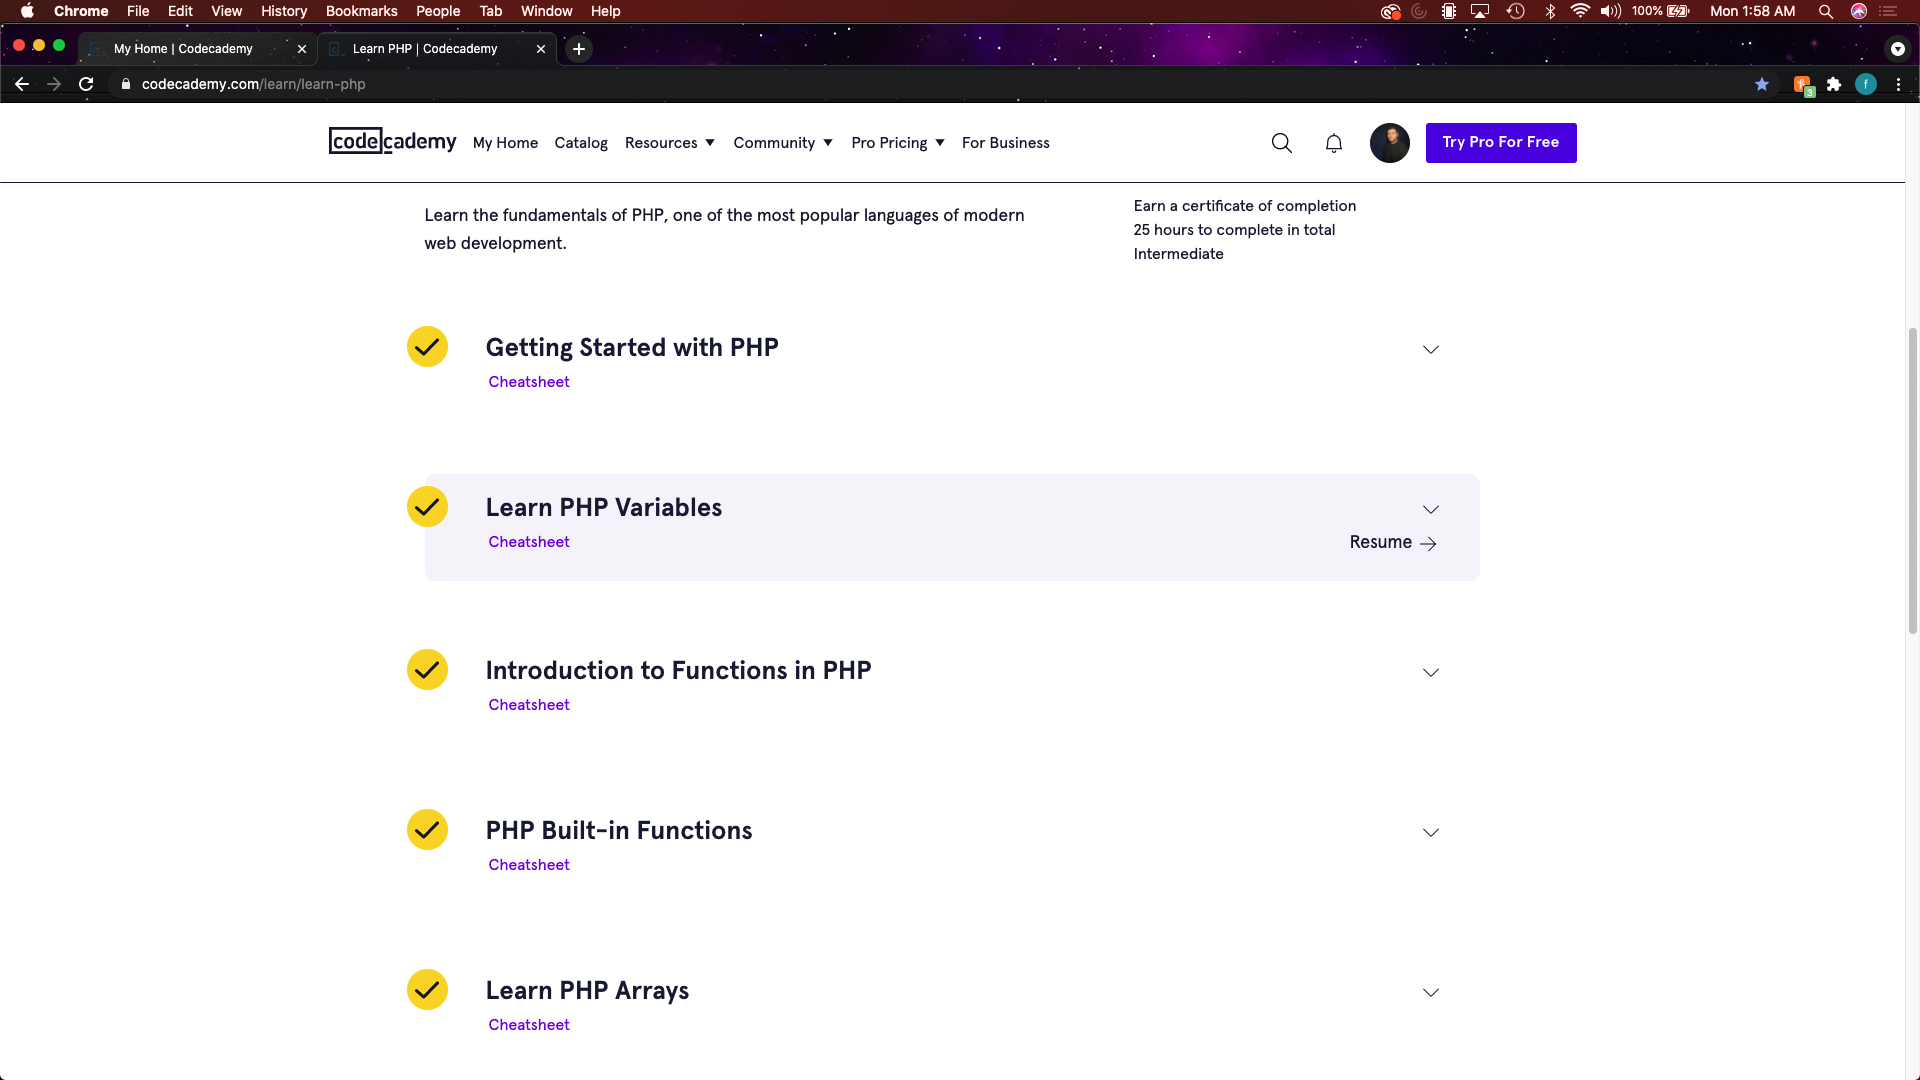 Chrome File Edit View History Bookmarks People Tab Window Help 100% Mon 1:58 AM
My Home | Codecademy Learn PHP | Codecademy
codecademy.com/learn/learn-php 3 f
codecademy My Home Catalog Resources Community Pro Pricing For Business Try Pro For Free
Learn the fundamentals of PHP, one of the most popular languages of modern
web development.
Earn a certificate of completion
25 hours to complete in total
Intermediate
Getting Started with PHP
Cheatsheet
Learn PHP Variables
Cheatsheet
Resume
Introduction to Functions in PHP
Cheatsheet
PHP Built-in Functions
Cheatsheet
Learn PHP Arrays
Cheatsheet